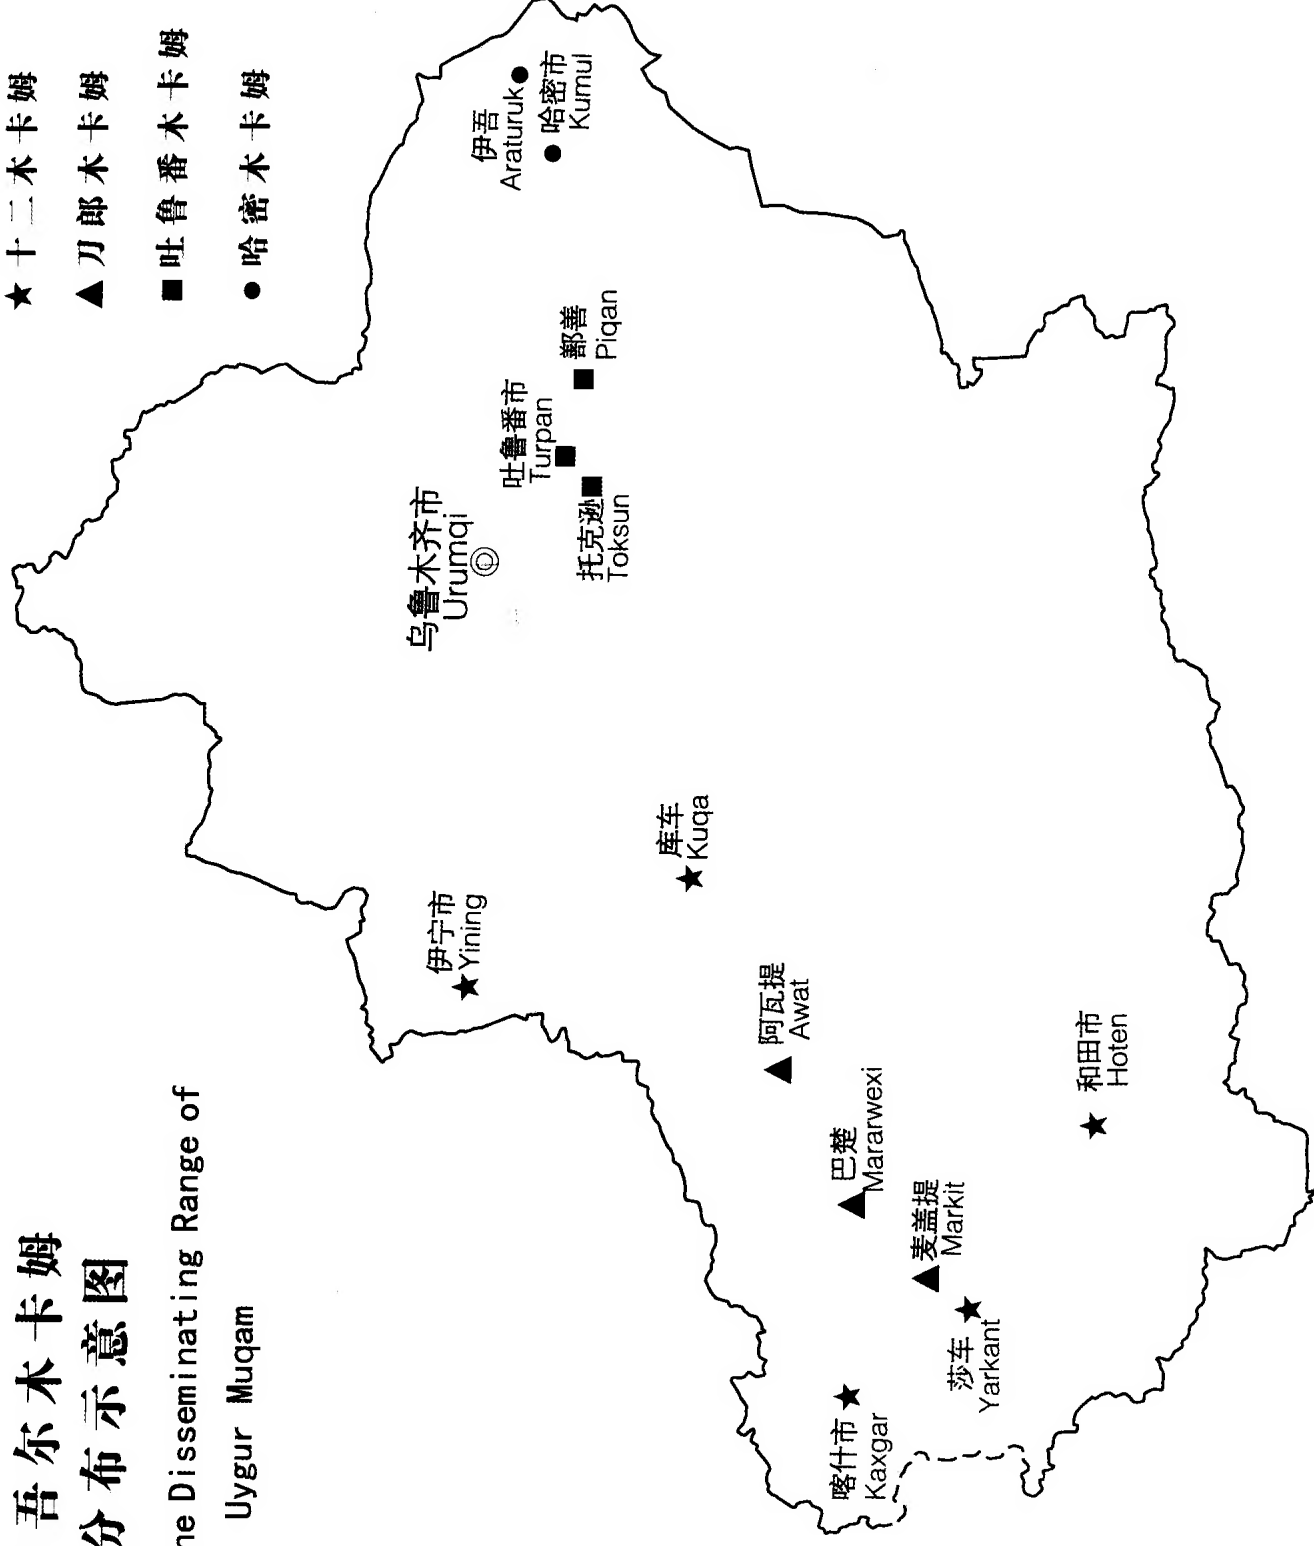 吾尔木卡姆
分布示意图
Disseminating Range of
Uygur Muqam
★十二木卡姆
▲刀郎木卡姆
■吐鲁番木卡姆
●哈密木卡姆
伊吾
Araturuk
哈密市
Kumul
鄯善
Piqan
吐鲁番市
Turpan
托克逊
Toksun
乌鲁木齐市
Urumqi
库车
Kuqa
伊宁市
Yining
阿瓦提
Awat
巴楚
Mararwexi
麦盖提
Markit
和田市
Hoten
莎车
Yarkant
喀什市
Kaxgar